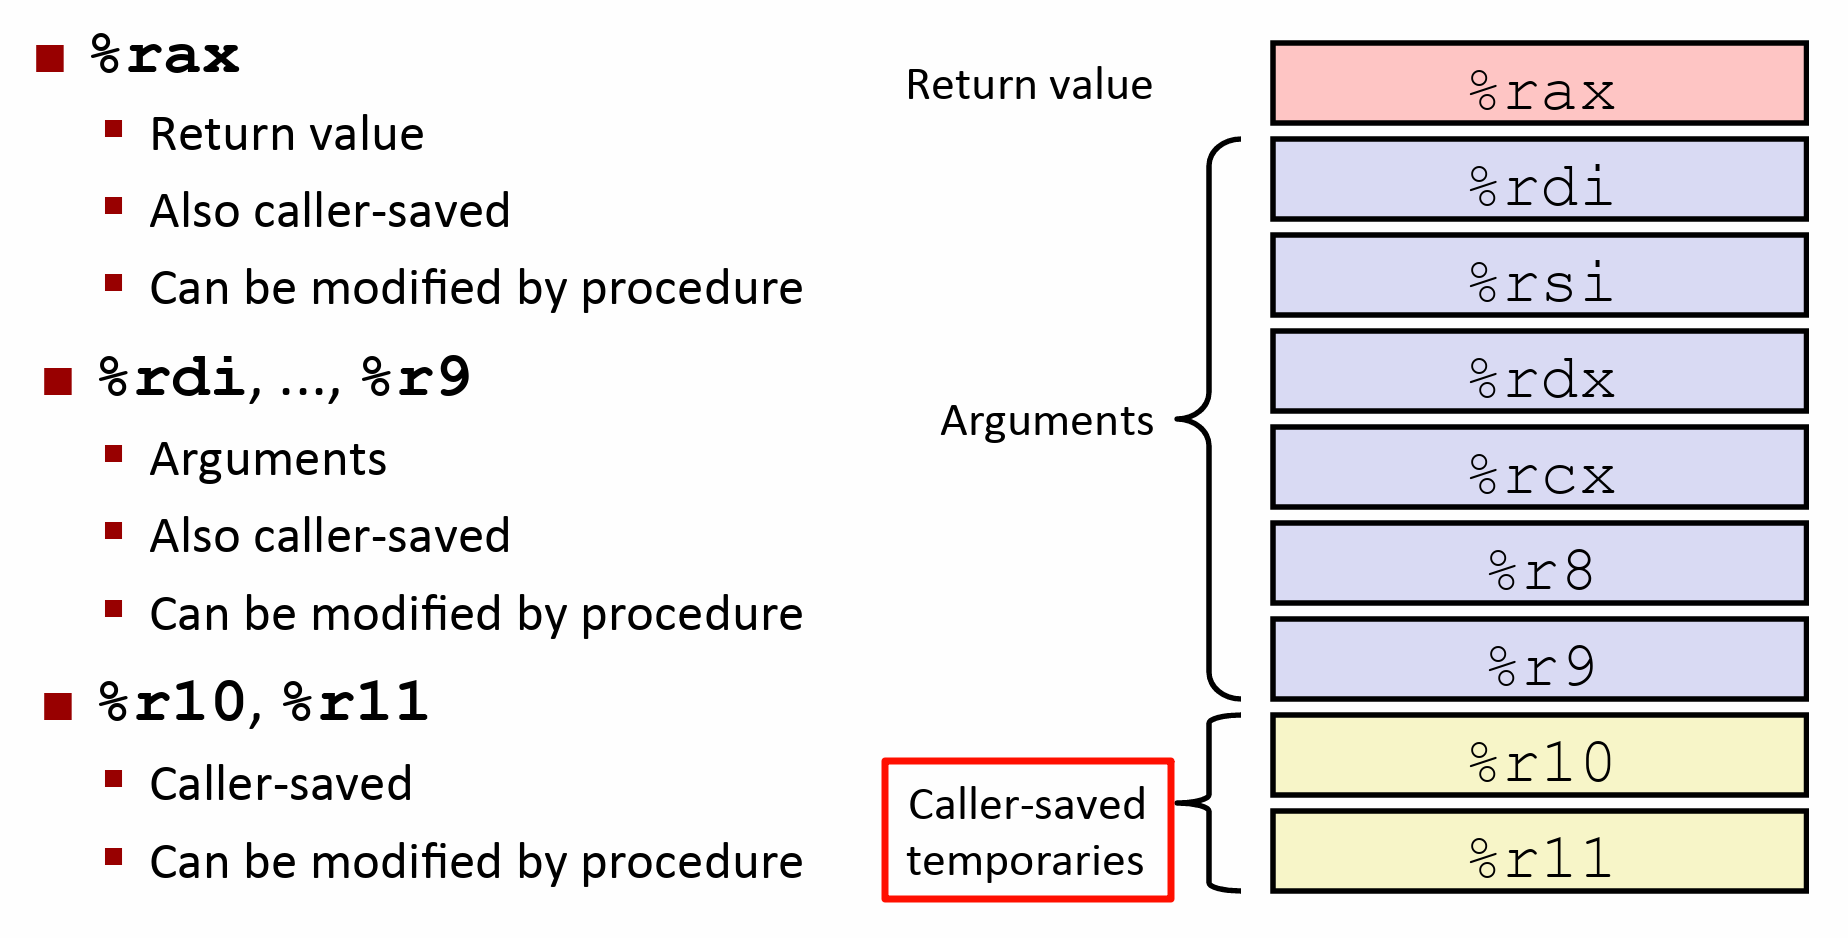 %rax
Return value
Also caller-saved
Can be modified by procedure
%rdi, ..., %r9
Arguments
Also caller-saved
Can be modified by procedure
%r10, %r11
Caller-saved
Can be modified by procedure
Return value
%rax
Arguments
%rdi
%rsi
%rdx
%rcx
%r8
%r9
Caller-saved
temporaries
%r10
%r11